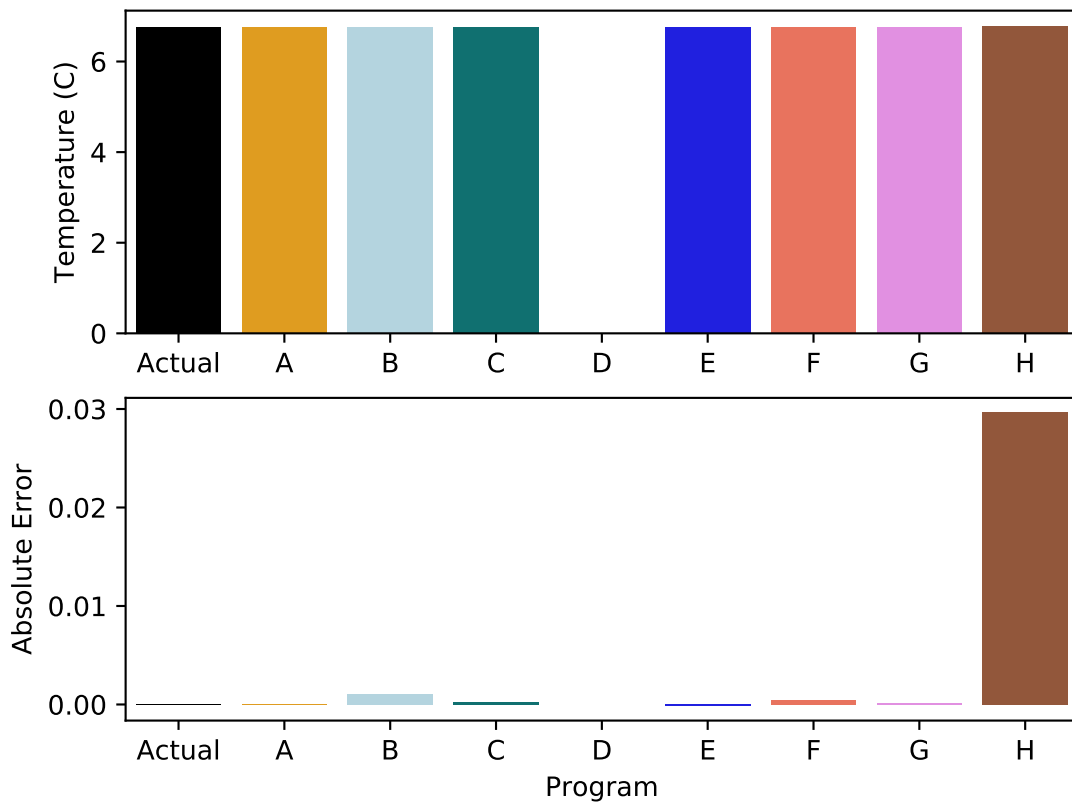 Temperature (C)
6
4
2
0
Actual A B C D E F G H
Absolute Error
0.03
0.02
0.01
0.00
Actual A B C D E F G H
Program